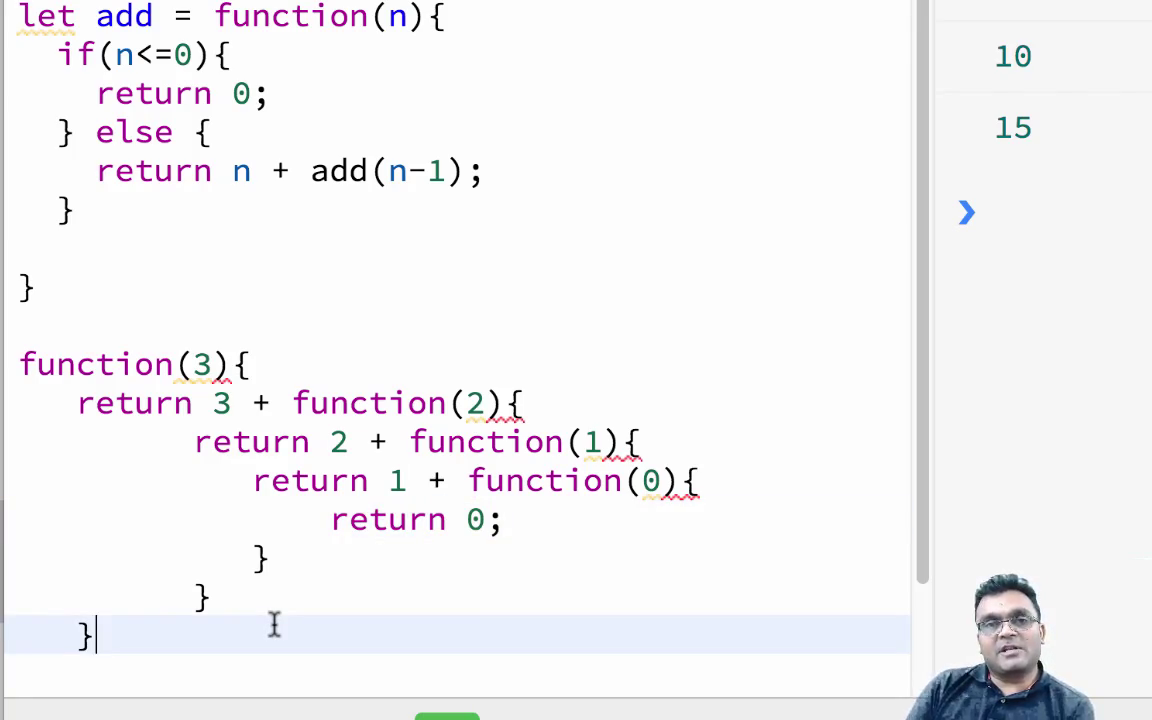 let add = function(n){
if(n<=0){
return 0;
} else {
return n + add(n-1);
}
}
function(3){
return 3 + function(2){
return 2 + function(1){
return 1 + function(0){
return 0;
}
}
}
10
15
❯